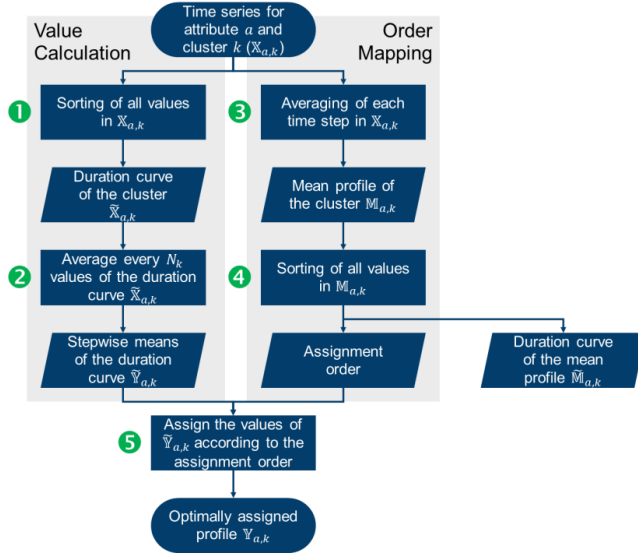 Value
Calculation
Time series for
attribute a and
cluster k (𝕏a,k)
Order
Mapping
1
Sorting of all values
in 𝕏a,k
3
Averaging of each
time step in 𝕏a,k
Duration curve
of the cluster
𝕏̃a,k
Mean profile of
the cluster 𝕄a,k
2
Average every Nk
values of the duration
curve 𝕏̃a,k
4
Sorting of all values
in 𝕄a,k
Stepwise means
of the duration
curve 𝕐̃a,k
Assignment
order
Duration curve
of the mean
profile 𝕄̃a,k
5
Assign the values of
𝕐̃a,k according to the
assignment order
Optimally assigned
profile 𝕐a,k